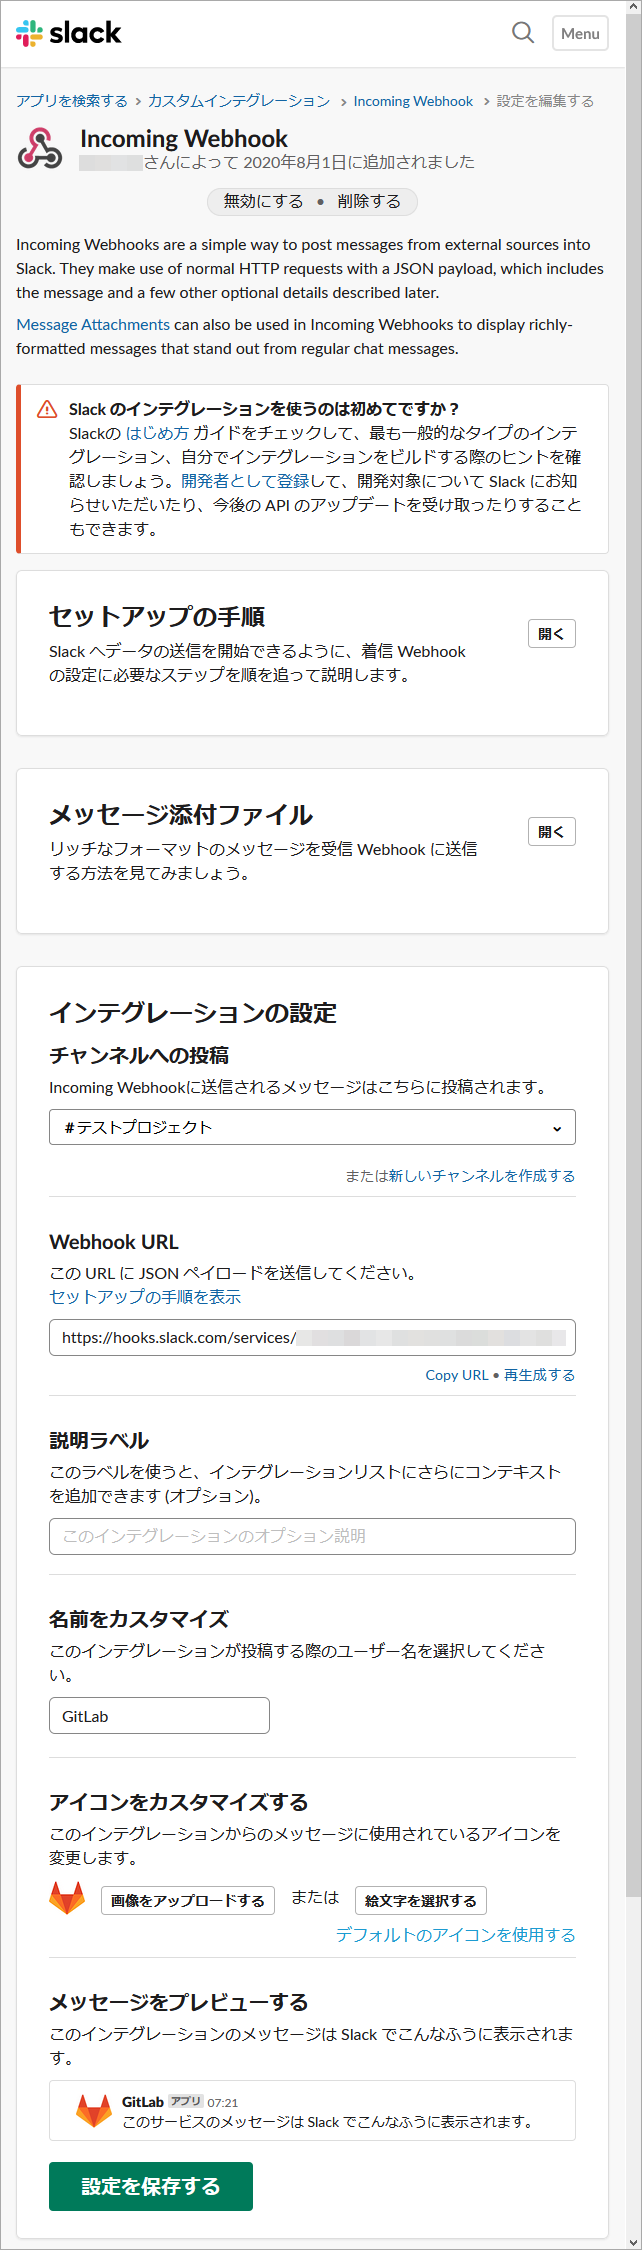 slack
Menu
アプリを検索する › カスタムインテグレーション › Incoming Webhook › 設定を編集する
Incoming Webhook
さんによって 2020年8月1日に追加されました
無効にする • 削除する
Incoming Webhooks are a simple way to post messages from external sources into
Slack. They make use of normal HTTP requests with a JSON payload, which includes
the message and a few other optional details described later.
Message Attachments can also be used in Incoming Webhooks to display richly-
formatted messages that stand out from regular chat messages.
Slack のインテグレーションを使うのは初めてですか？
Slackの はじめ方 ガイドをチェックして、最も一般的なタイプのインテ
グレーション、自分でインテグレーションをビルドする際のヒントを確
認しましょう。開発者として登録して、開発対象について Slack にお知
らせいただいたり、今後の API のアップデートを受け取ったりすること
もできます。
セットアップの手順
開く
Slack へデータの送信を開始できるように、着信 Webhook
の設定に必要なステップを順を追って説明します。
メッセージ添付ファイル
開く
リッチなフォーマットのメッセージを受信 Webhook に送信
する方法を見てみましょう。
インテグレーションの設定
チャンネルへの投稿
Incoming Webhookに送信されるメッセージはこちらに投稿されます。
#テストプロジェクト
または新しいチャンネルを作成する
Webhook URL
この URL に JSON ペイロードを送信してください。
セットアップの手順を表示
https://hooks.slack.com/services/
Copy URL • 再生成する
説明ラベル
このラベルを使うと、インテグレーションリストにさらにコンテキスト
を追加できます (オプション)。
このインテグレーションのオプション説明
名前をカスタマイズ
このインテグレーションが投稿する際のユーザー名を選択してくださ
い。
GitLab
アイコンをカスタマイズする
このインテグレーションからのメッセージに使用されているアイコンを
変更します。
画像をアップロードする または 絵文字を選択する
デフォルトのアイコンを使用する
メッセージをプレビューする
このインテグレーションのメッセージは Slack でこんなふうに表示されま
す。
GitLab アプリ 07:21
このサービスのメッセージは Slack でこんなふうに表示されます。
設定を保存する